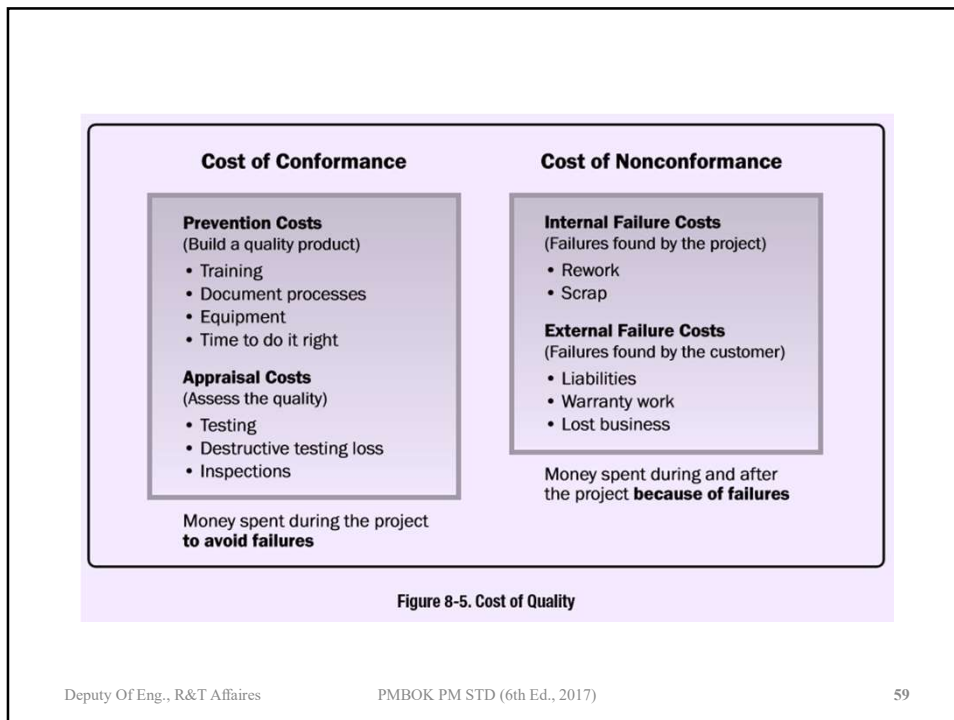 Cost of Conformance
Prevention Costs
(Build a quality product)
• Training
• Document processes
• Equipment
• Time to do it right
Appraisal Costs
(Assess the quality)
• Testing
• Destructive testing loss
• Inspections
Money spent during the project
to avoid failures
Cost of Nonconformance
Internal Failure Costs
(Failures found by the project)
• Rework
• Scrap
External Failure Costs
(Failures found by the customer)
• Liabilities
• Warranty work
• Lost business
Money spent during and after
the project because of failures
Figure 8-5. Cost of Quality
Deputy Of Eng., R&T Affaires PMBOK PM STD (6th Ed., 2017) 59